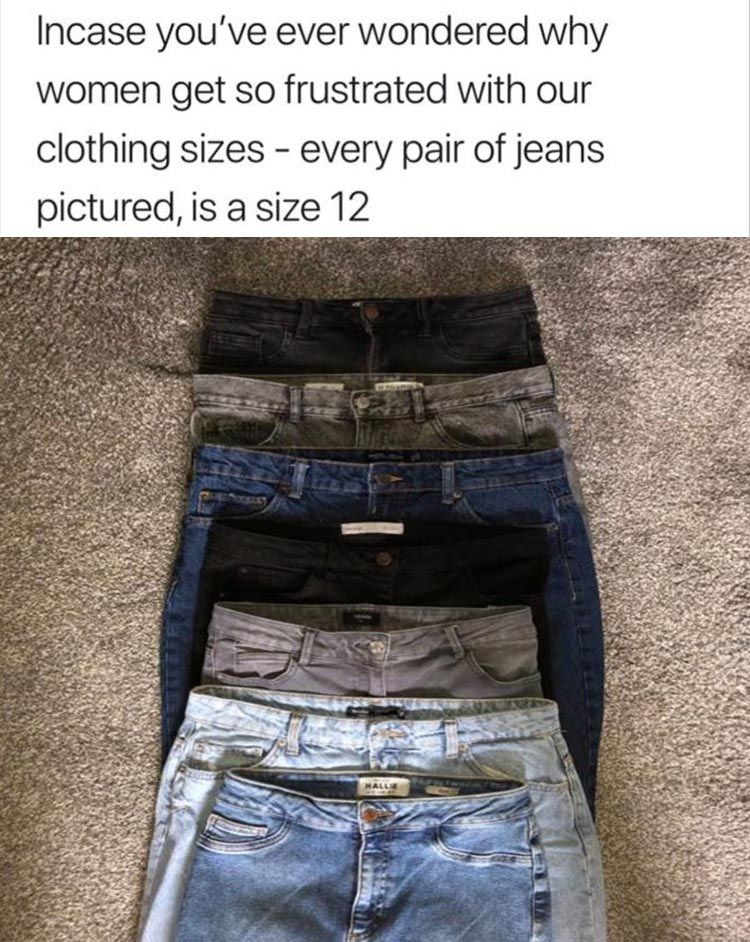 Incase you've ever wondered why
women get so frustrated with our
clothing sizes - every pair of jeans
pictured, is a size 12
HALLIE